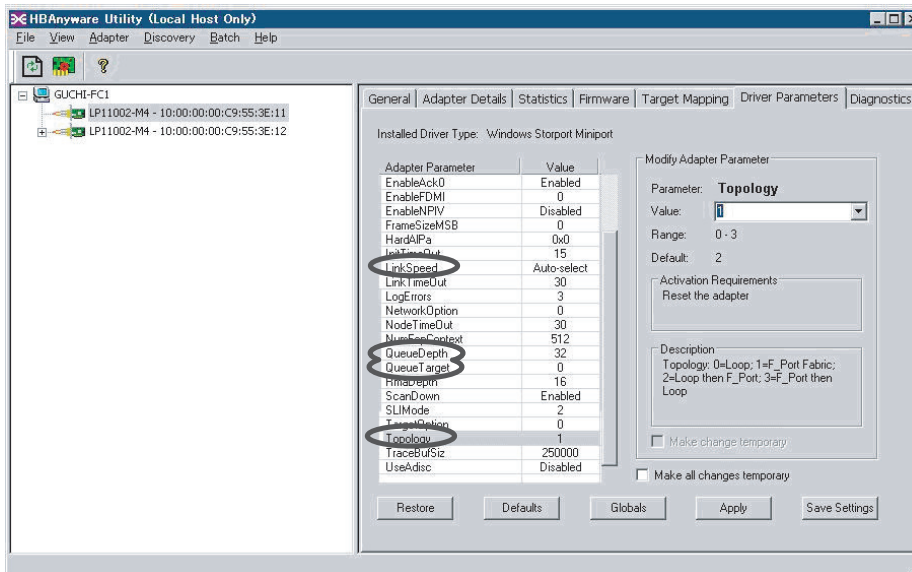 HBAnyware Utility (Local Host Only)
File View Adapter Discovery Batch Help
GUCHI-FC1
LP11002-M4 - 10:00:00:00:C9:55:3E:11
LP11002-M4 - 10:00:00:00:C9:55:3E:12
General Adapter Details Statistics Firmware Target Mapping Driver Parameters Diagnostics
Installed Driver Type: Windows Storport Miniport
Adapter Parameter Value
EnableAck0 Enabled
EnableFDMI 0
EnableNPIV Disabled
FrameSizeMSB 0
HardAlPa 0x0
InitTimeOut 15
LinkSpeed Auto-select
LinkTimeOut 30
LogErrors 3
NetworkOption 0
NodeTimeOut 30
NumFcpContext 512
QueueDepth 32
QueueTarget 0
RmaDepth 16
ScanDown Enabled
SLIMode 2
TargetOption 0
Topology 1
TraceBufSiz 250000
UseAdisc Disabled
Modify Adapter Parameter
Parameter: Topology
Value: 1
Range: 0 - 3
Default: 2
Activation Requirements
Reset the adapter
Description
Topology: 0=Loop; 1=F_Port Fabric;
2=Loop then F_Port; 3=F_Port then
Loop
Make change temporary
Make all changes temporary
Restore Defaults Globals Apply Save Settings